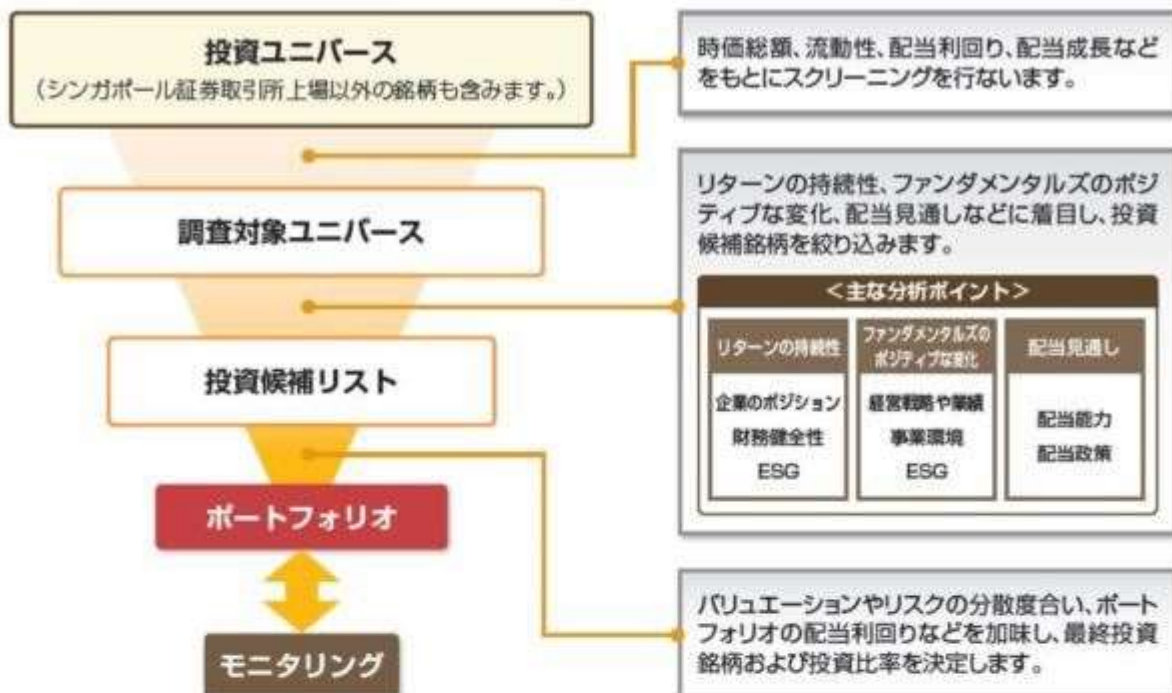 投資ユニバース
（シンガポール証券取引所上場以外の銘柄も含みます。）
時価総額、流動性、配当利回り、配当成長など
をもとにスクリーニングを行ないます。
調査対象ユニバース
リターンの持続性、ファンダメンタルズのポジ
ティブな変化、配当見通しなどに着目し、投資
候補銘柄を絞り込みます。
＜主な分析ポイント＞
リターンの持続性
企業のポジション
財務健全性
ESG
ファンダメンタルズの
ポジティブな変化
経営戦略や業績
事業環境
ESG
配当見通し
配当能力
配当政策
投資候補リスト
ポートフォリオ
バリュエーションやリスクの分散度合い、ポート
フォリオの配当利回りなどを加味し、最終投資
銘柄および投資比率を決定します。
モニタリング